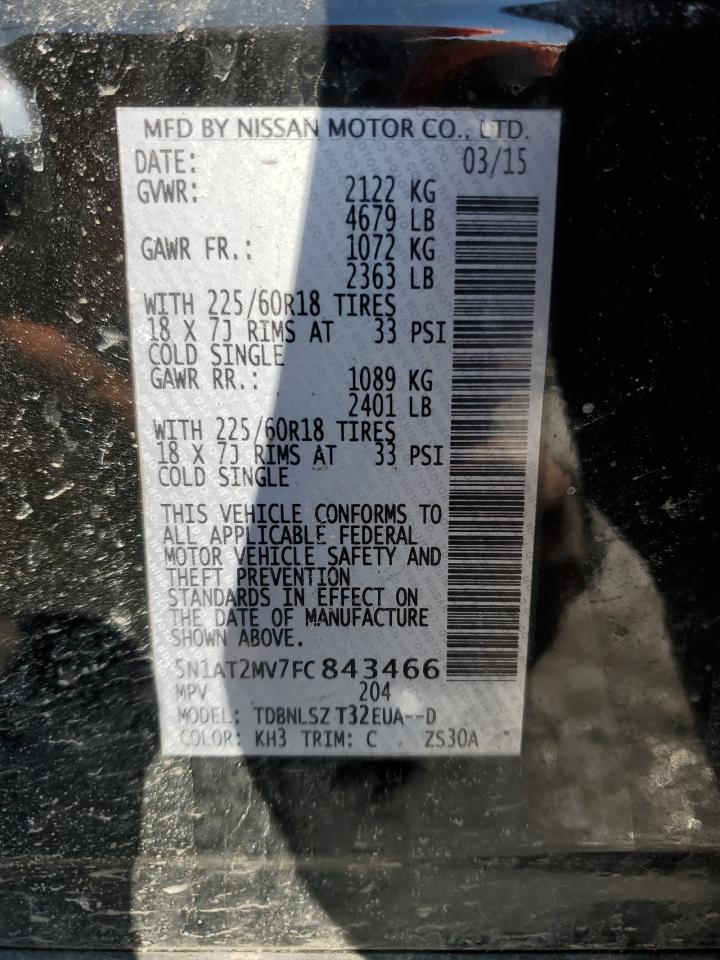 MFD BY NISSAN MOTOR CO., LTD.
DATE: 03/15
GVWR: 2122 KG
4679 LB
GAWR FR.: 1072 KG
2363 LB
WITH 225/60R18 TIRES
18 X 7J RIMS AT 33 PSI
COLD SINGLE
GAWR RR.: 1089 KG
2401 LB
WITH 225/60R18 TIRES
18 X 7J RIMS AT 33 PSI
COLD SINGLE
THIS VEHICLE CONFORMS TO
ALL APPLICABLE FEDERAL
MOTOR VEHICLE SAFETY AND
THEFT PREVENTION
STANDARDS IN EFFECT ON
THE DATE OF MANUFACTURE
SHOWN ABOVE.
5N1AT2MV7FC843466
MPV 204
MODEL: TDBNLSZ T32EUA--D
COLOR: KH3 TRIM: C ZS30A